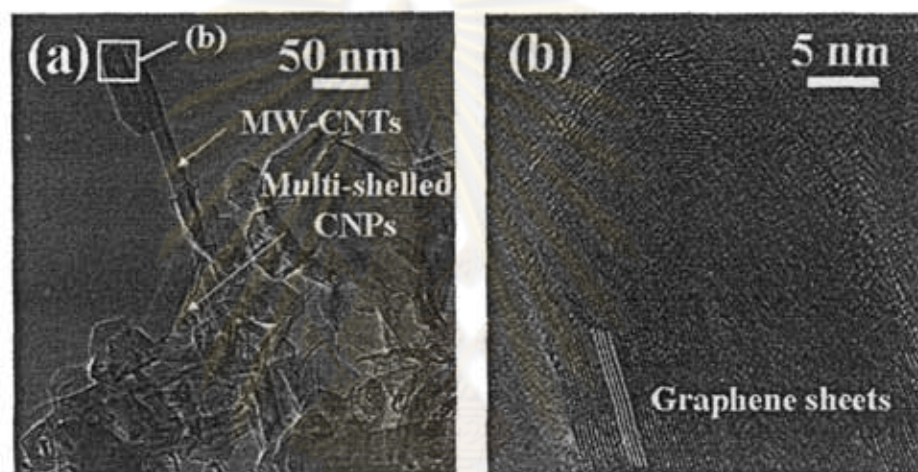 (a)
(b)
50 nm
MW-CNTs
Multi-shelled
CNPs
(b)
5 nm
Graphene sheets